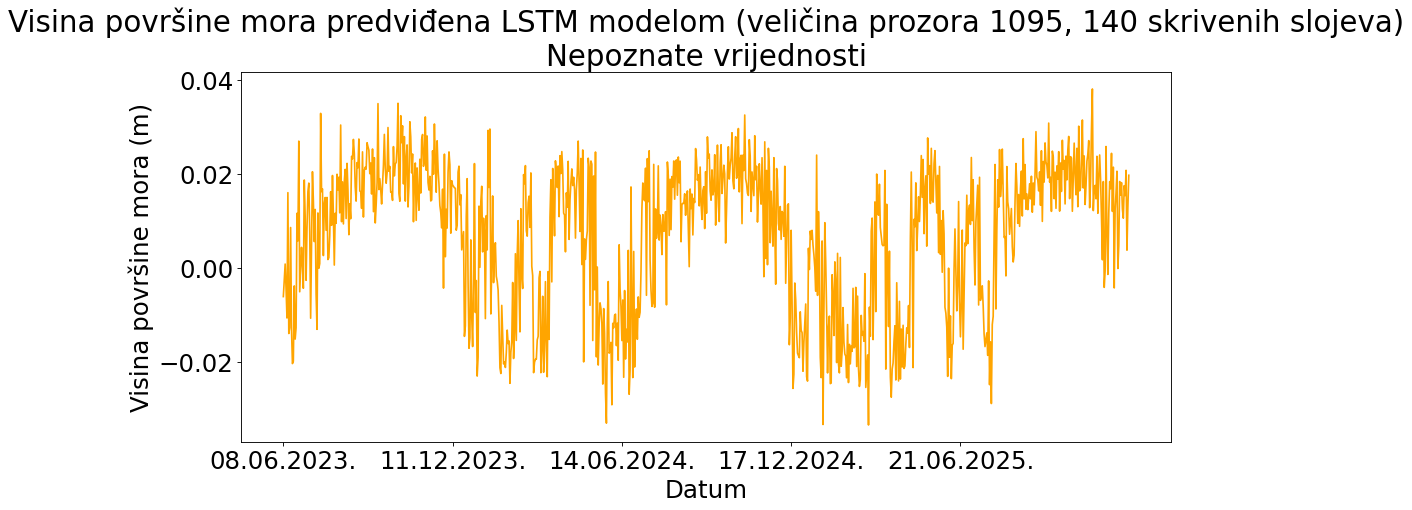 Visina površine mora predviđena LSTM modelom (veličina prozora 1095, 140 skrivenih slojeva)
Nepoznate vrijednosti
Visina površine mora (m)
0.04
0.02
0.00
−0.02
08.06.2023. 11.12.2023. 14.06.2024. 17.12.2024. 21.06.2025.
Datum